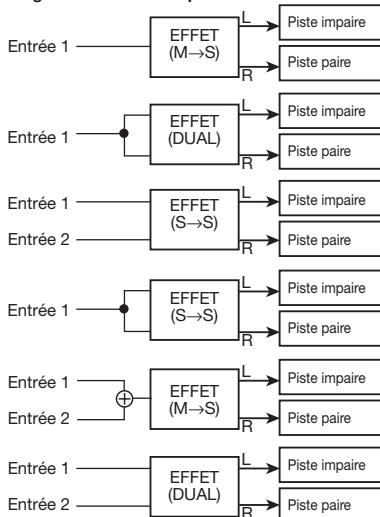 L
Piste impaire
EFFET
(M→S)
Entrée 1
Piste paire
R
L
Piste impaire
EFFET
(DUAL)
Entrée 1
Piste paire
R
L
Piste impaire
Entrée 1
EFFET
(S→S)
Entrée 2
Piste paire
R
L
Piste impaire
EFFET
(S→S)
Entrée 1
Piste paire
R
L
Piste impaire
Entrée 1
EFFET
(M→S)
Entrée 2
Piste paire
R
L
Piste impaire
Entrée 1
EFFET
(DUAL)
Entrée 2
Piste paire
R